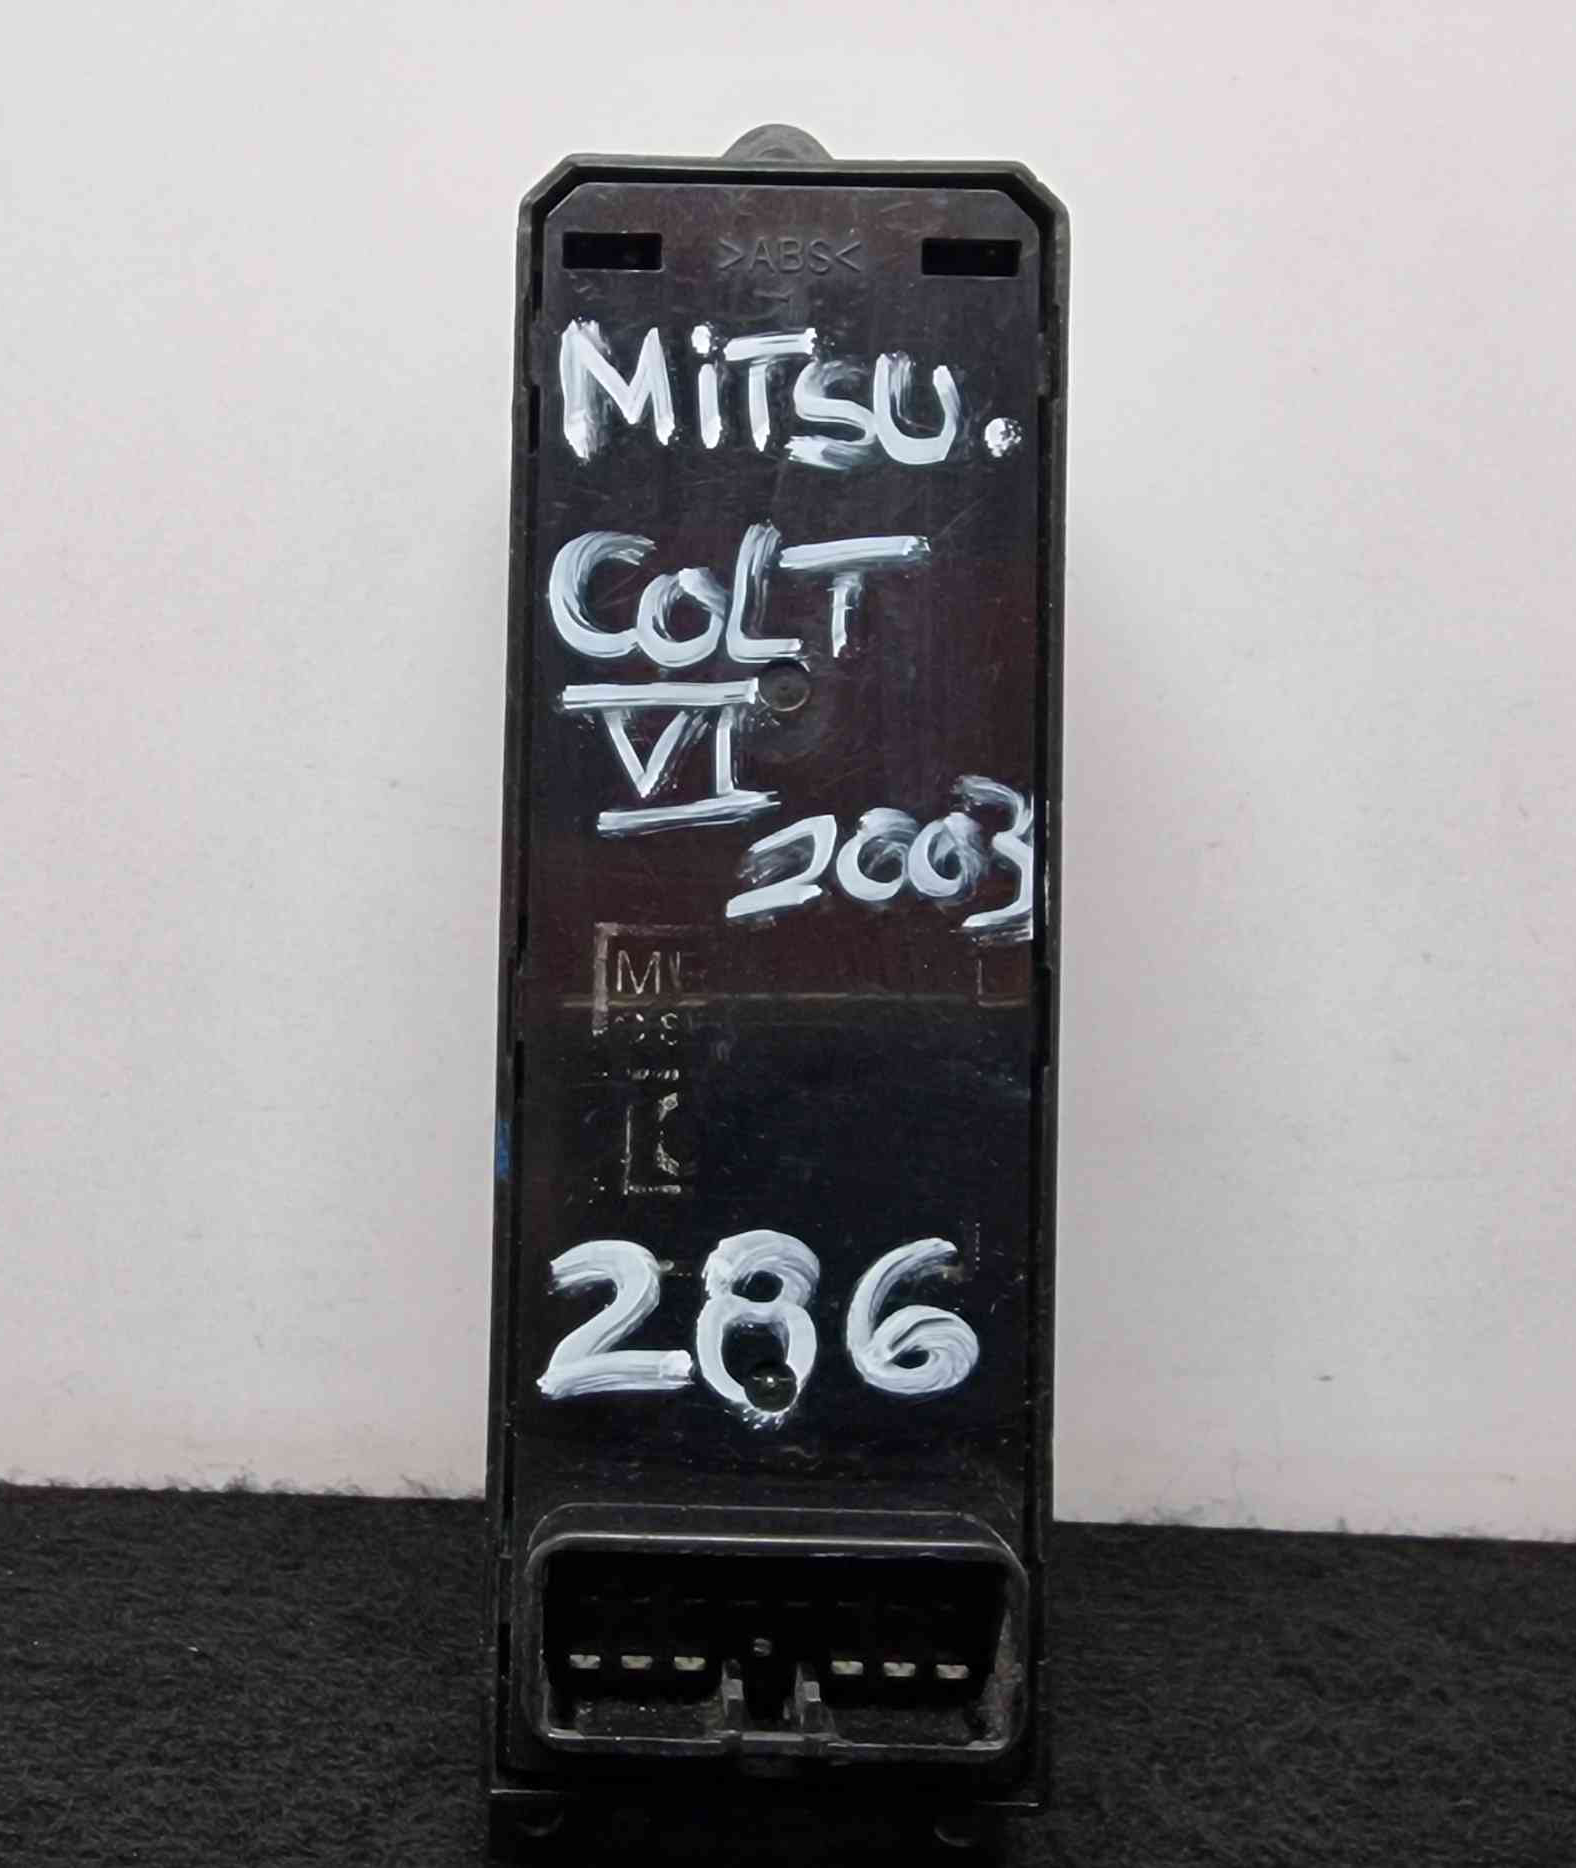 >ABS<
MiTSU.
COLT
VI
2003
286